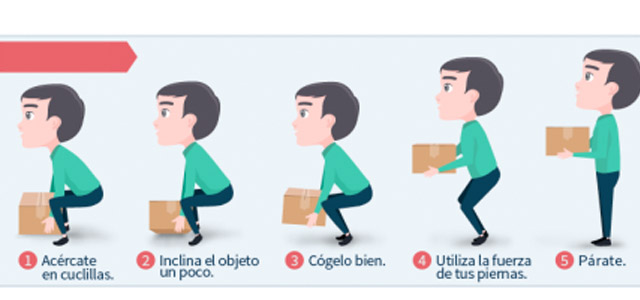 1 Acércate
en cuclillas.
2 Inclina el objeto
un poco.
3 Cógelo bien.
4 Utiliza la fuerza
de tus piernas.
5 Párate.